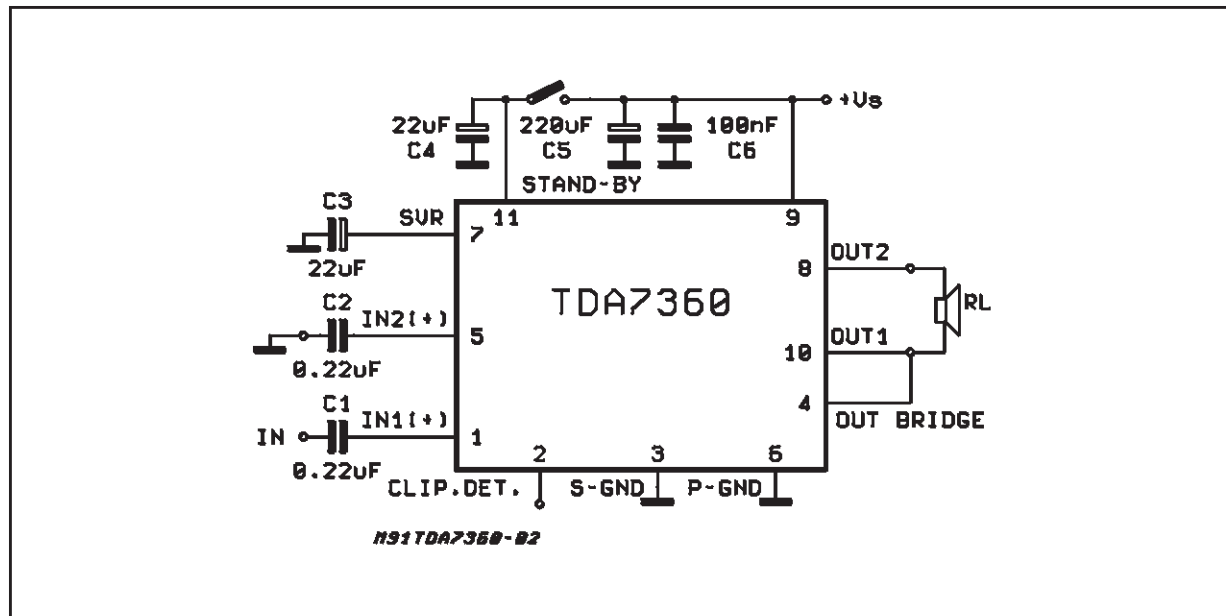 +Vs
22uF
C4
220uF
C5
100nF
C6
STAND-BY
C3
22uF
SVR
11
9
7
8
OUT2
TDA7360
RL
C2
0.22uF
IN2(+)
5
OUT1
10
C1
IN
0.22uF
IN1(+)
1
4
OUT BRIDGE
2
3
6
CLIP.DET.
S-GND
P-GND
M91TDA7360-02